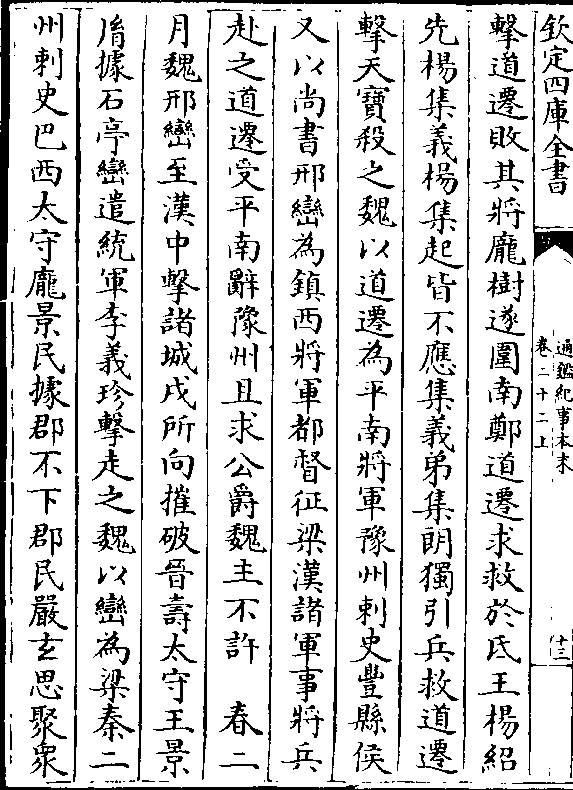 欽定四庫全書
通鑑紀事本末
卷二十二上
十三
擊道遷敗其將龐樹遂圍南鄭道遷求救於氐王楊紹
先楊集義楊集起皆不應集義弟集朗獨引兵救道遷
擊天寶殺之魏以道遷為平南將軍豫州刺史豐縣侯
又以尚書邢巒為鎮西將軍都督征梁漢諸軍事將兵
赴之道遷受平南辭豫州且求公爵魏主不許　春二
月魏邢巒至漢中擊諸城戍所向摧破晉壽太守王景
胤據石亭巒遣統軍李義珍擊走之魏以巒為梁秦二
州刺史巴西太守龐景民據郡不下郡民嚴玄思聚衆